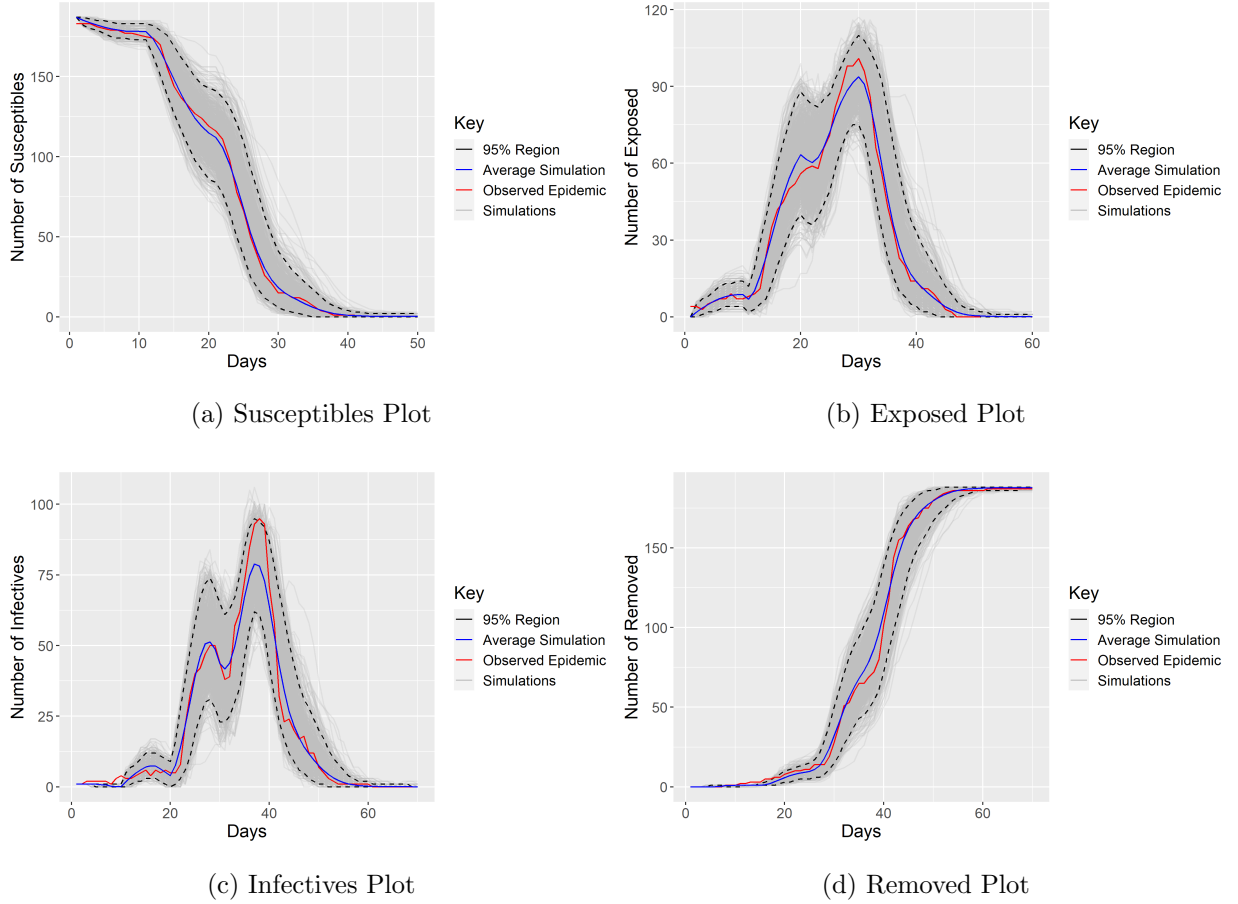 Number of Susceptibles
150
100
50
0
0 10 20 30 40 50
Days
Key
95% Region
Average Simulation
Observed Epidemic
Simulations
(a) Susceptibles Plot
Number of Exposed
120
90
60
30
0
0 20 40 60
Days
Key
95% Region
Average Simulation
Observed Epidemic
Simulations
(b) Exposed Plot
Number of Infectives
100
75
50
25
0
0 20 40 60
Days
Key
95% Region
Average Simulation
Observed Epidemic
Simulations
(c) Infectives Plot
Number of Removed
150
100
50
0
0 20 40 60
Days
Key
95% Region
Average Simulation
Observed Epidemic
Simulations
(d) Removed Plot